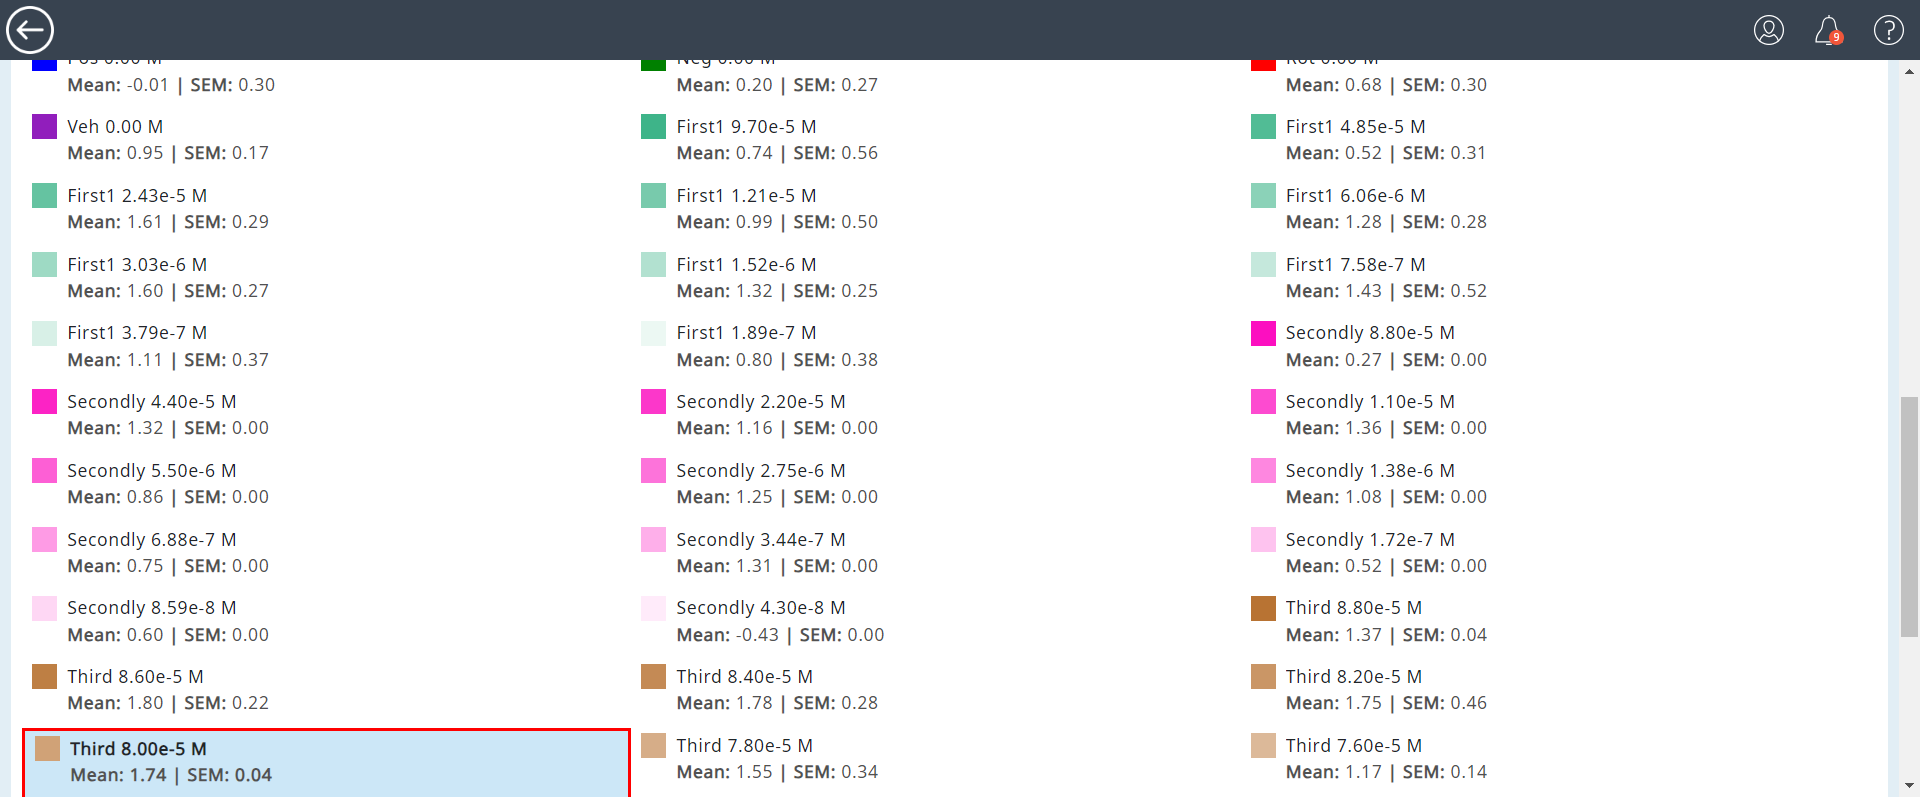 9
?
Pos 0.00 M
Neg 0.00 M
Rot 0.00 M
Mean: -0.01 | SEM: 0.30
Mean: 0.20 | SEM: 0.27
Mean: 0.68 | SEM: 0.30
Veh 0.00 M
First1 9.70e-5 M
First1 4.85e-5 M
Mean: 0.95 | SEM: 0.17
Mean: 0.74 | SEM: 0.56
Mean: 0.52 | SEM: 0.31
First1 2.43e-5 M
First1 1.21e-5 M
First1 6.06e-6 M
Mean: 1.61 | SEM: 0.29
Mean: 0.99 | SEM: 0.50
Mean: 1.28 | SEM: 0.28
First1 3.03e-6 M
First1 1.52e-6 M
First1 7.58e-7 M
Mean: 1.60 | SEM: 0.27
Mean: 1.32 | SEM: 0.25
Mean: 1.43 | SEM: 0.52
First1 3.79e-7 M
First1 1.89e-7 M
Secondly 8.80e-5 M
Mean: 1.11 | SEM: 0.37
Mean: 0.80 | SEM: 0.38
Mean: 0.27 | SEM: 0.00
Secondly 4.40e-5 M
Secondly 2.20e-5 M
Secondly 1.10e-5 M
Mean: 1.32 | SEM: 0.00
Mean: 1.16 | SEM: 0.00
Mean: 1.36 | SEM: 0.00
Secondly 5.50e-6 M
Secondly 2.75e-6 M
Secondly 1.38e-6 M
Mean: 0.86 | SEM: 0.00
Mean: 1.25 | SEM: 0.00
Mean: 1.08 | SEM: 0.00
Secondly 6.88e-7 M
Secondly 3.44e-7 M
Secondly 1.72e-7 M
Mean: 0.75 | SEM: 0.00
Mean: 1.31 | SEM: 0.00
Mean: 0.52 | SEM: 0.00
Secondly 8.59e-8 M
Secondly 4.30e-8 M
Third 8.80e-5 M
Mean: 0.60 | SEM: 0.00
Mean: -0.43 | SEM: 0.00
Mean: 1.37 | SEM: 0.04
Third 8.60e-5 M
Third 8.40e-5 M
Third 8.20e-5 M
Mean: 1.80 | SEM: 0.22
Mean: 1.78 | SEM: 0.28
Mean: 1.75 | SEM: 0.46
Third 8.00e-5 M
Third 7.80e-5 M
Third 7.60e-5 M
Mean: 1.74 | SEM: 0.04
Mean: 1.55 | SEM: 0.34
Mean: 1.17 | SEM: 0.14